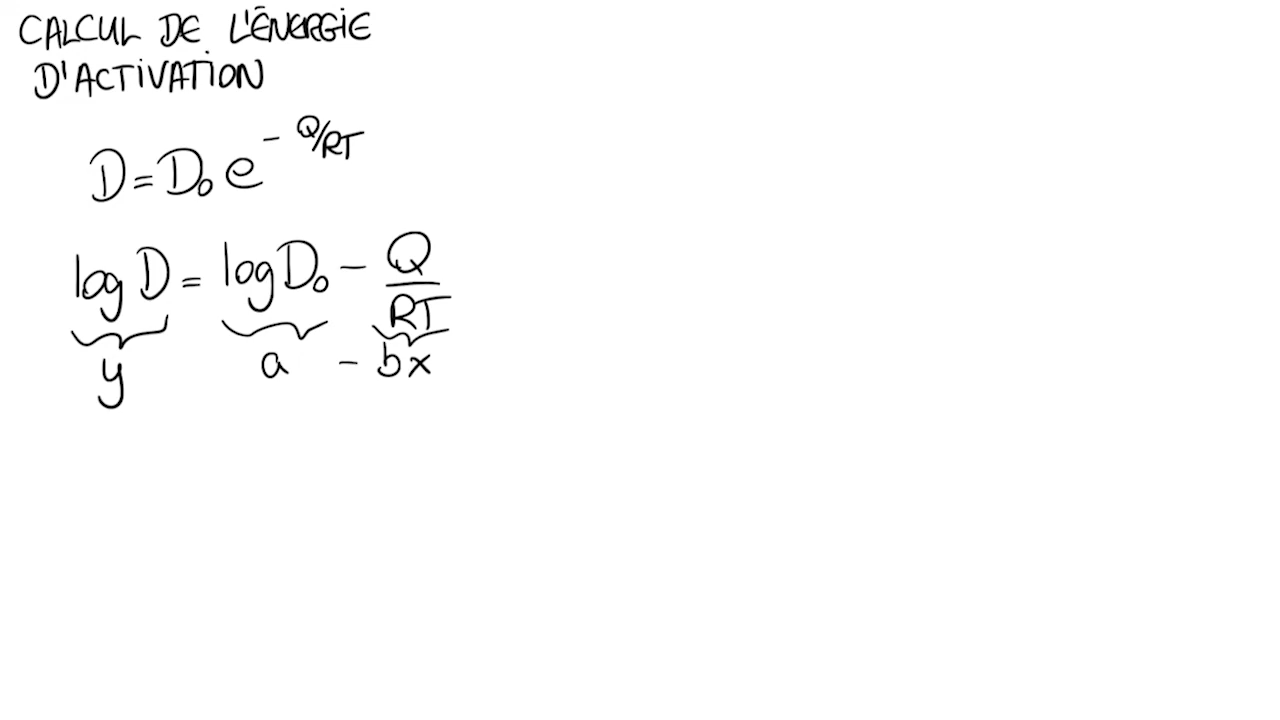 CALCUL DE L'ÉNERGIE
D'ACTIVATION
D = D₀ e^(- Q/RT)
log D = log D₀ - Q/RT
y a - bx